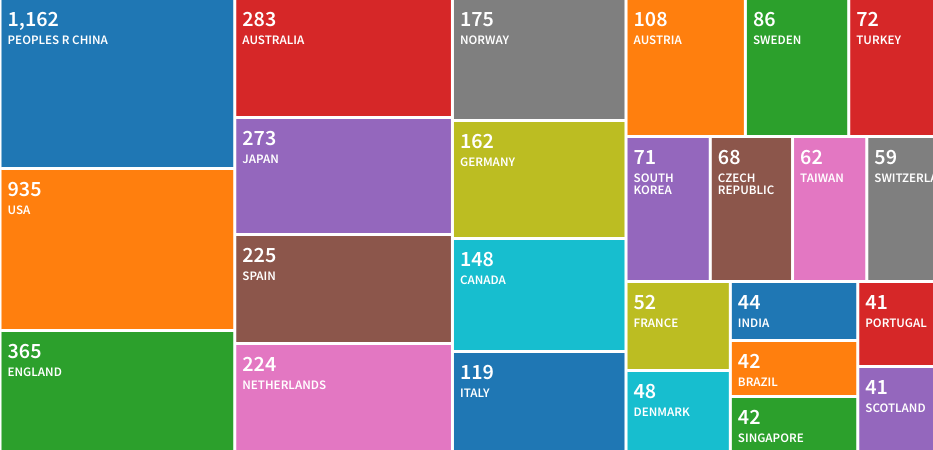 1,162
PEOPLES R CHINA
935
USA
365
ENGLAND
283
AUSTRALIA
273
JAPAN
225
SPAIN
224
NETHERLANDS
175
NORWAY
162
GERMANY
148
CANADA
119
ITALY
108
AUSTRIA
86
SWEDEN
72
TURKEY
71
SOUTH
KOREA
68
CZECH
REPUBLIC
62
TAIWAN
59
SWITZERLA
52
FRANCE
48
DENMARK
44
INDIA
42
BRAZIL
42
SINGAPORE
41
PORTUGAL
41
SCOTLAND